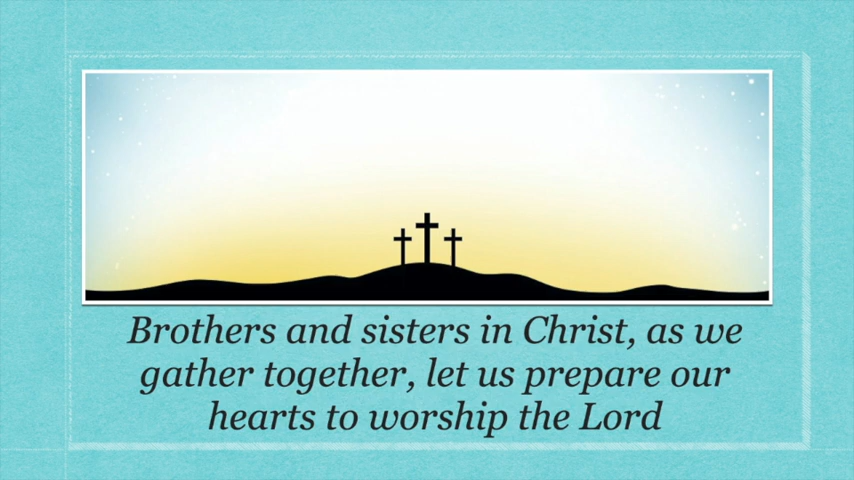 Brothers and sisters in Christ, as we
gather together, let us prepare our
hearts to worship the Lord